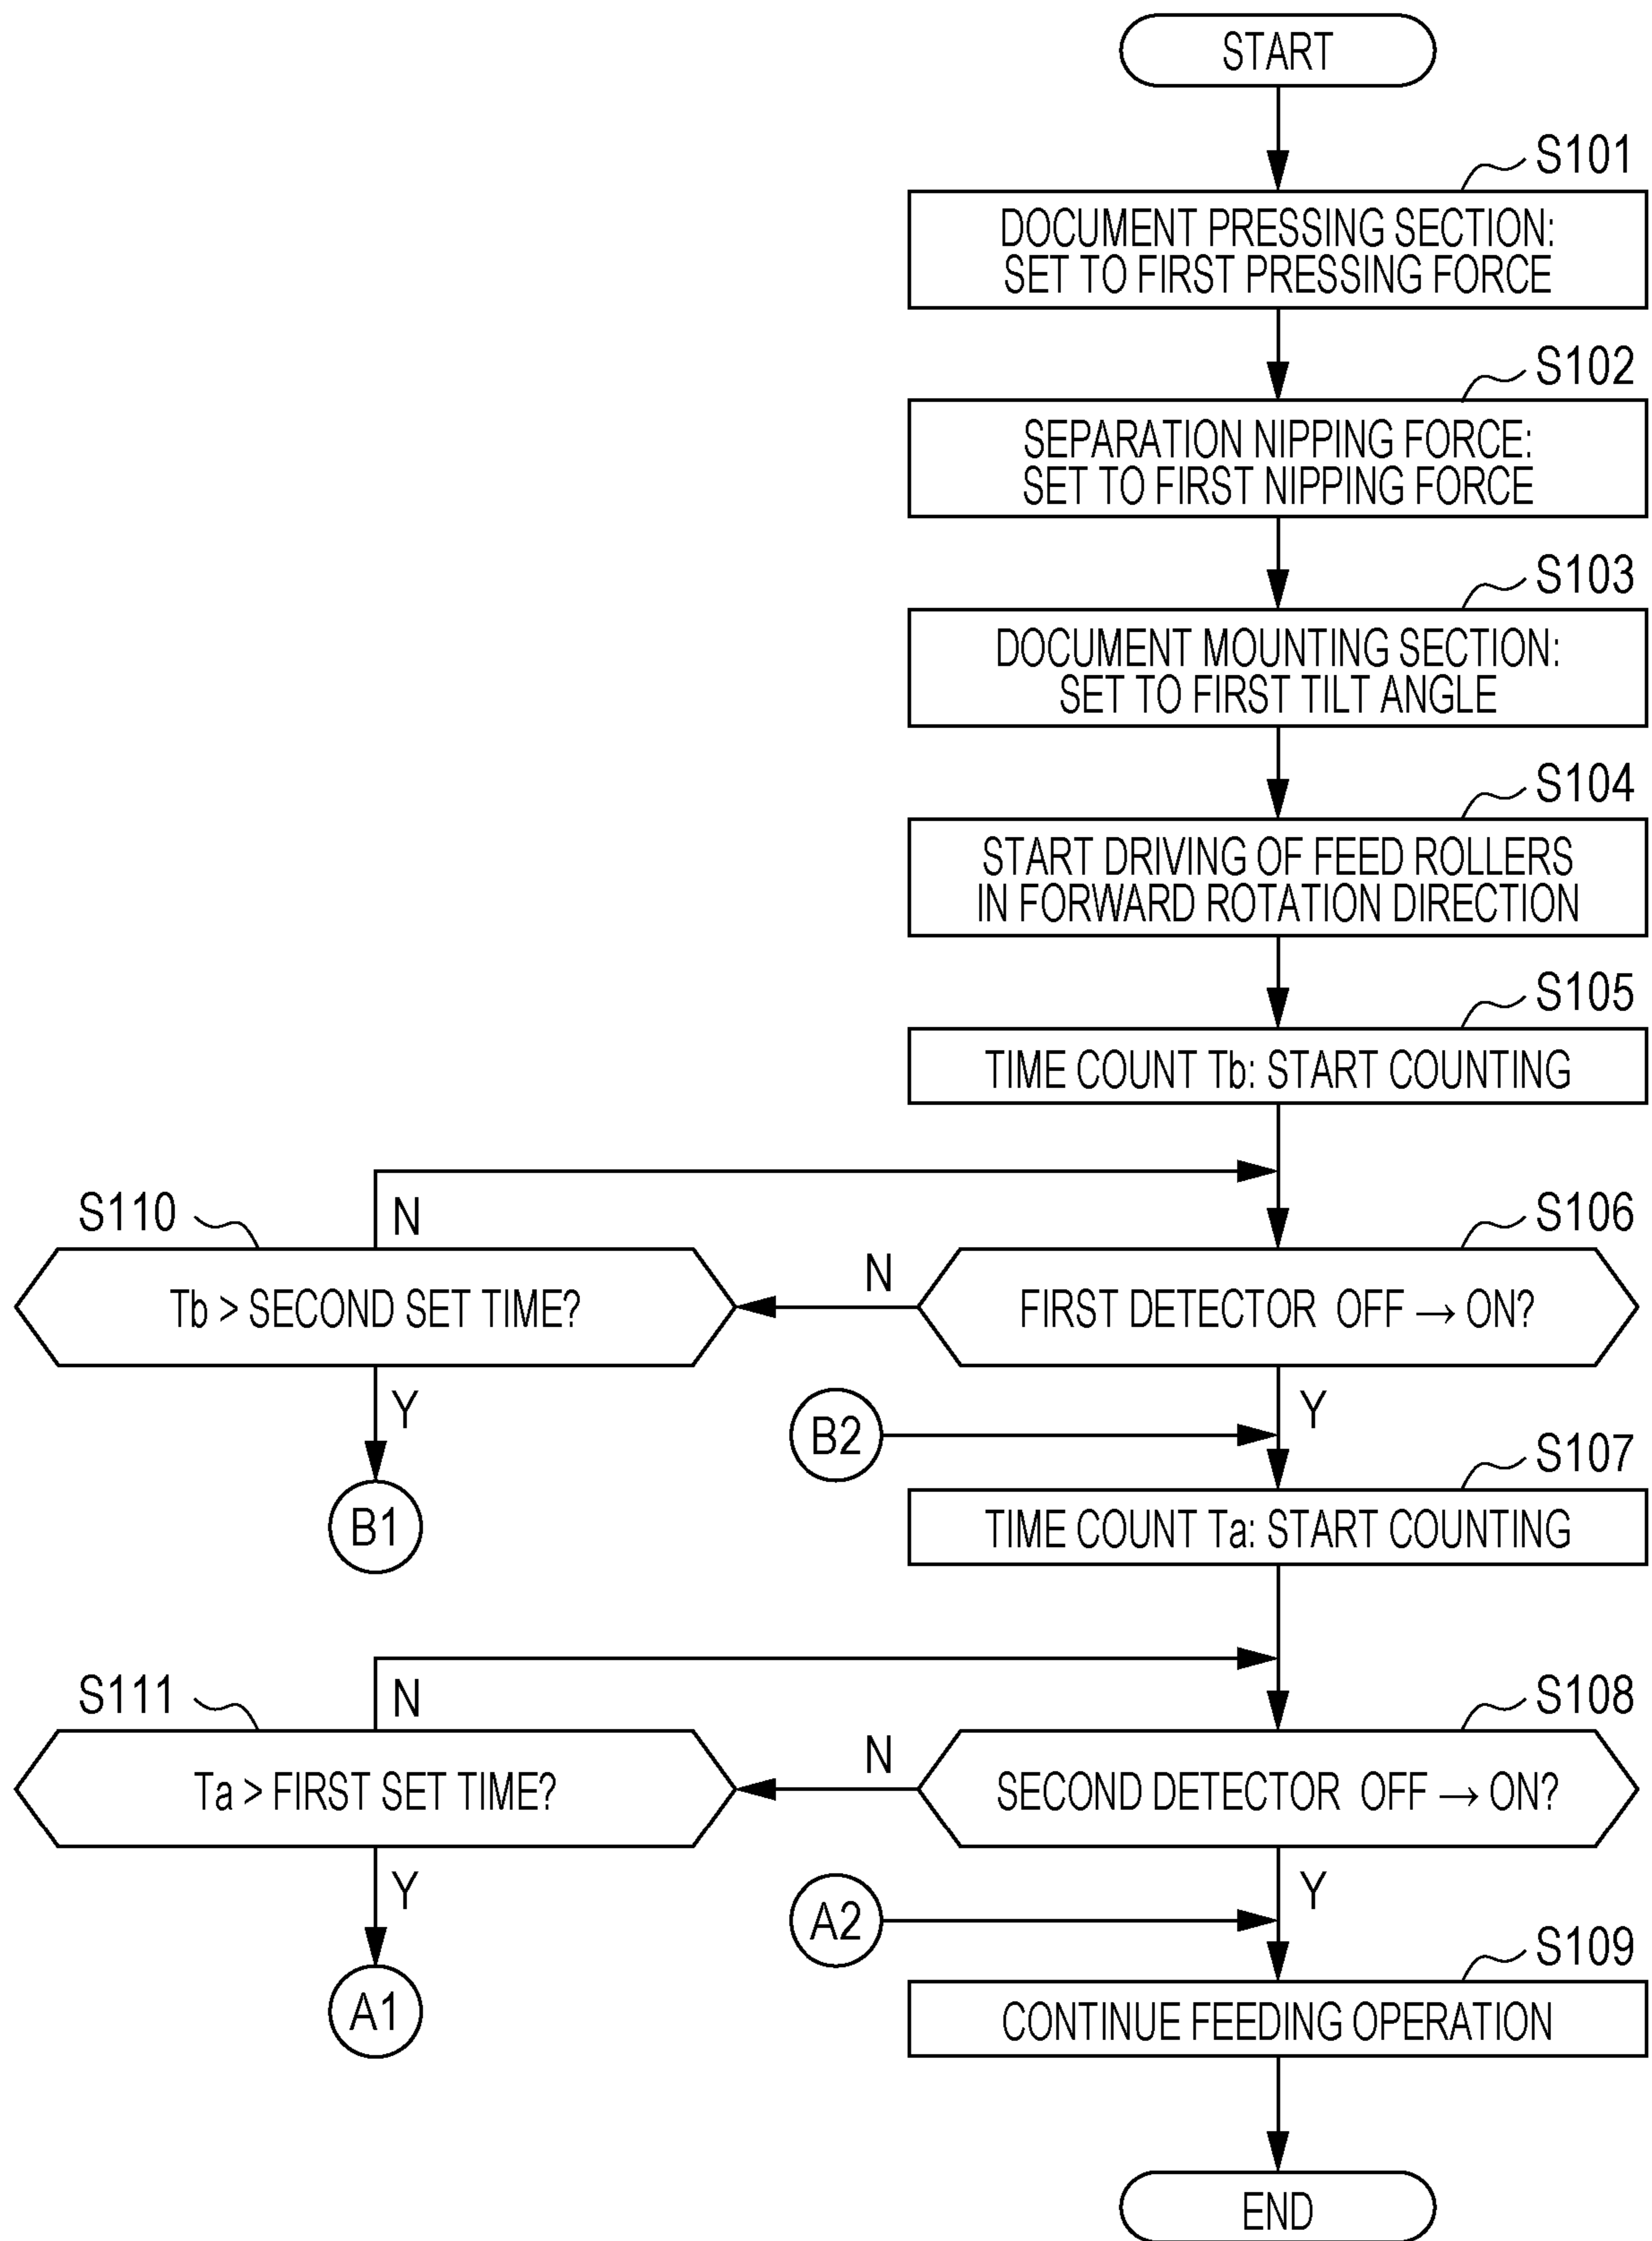 START
S101
DOCUMENT PRESSING SECTION:
SET TO FIRST PRESSING FORCE
S102
SEPARATION NIPPING FORCE:
SET TO FIRST NIPPING FORCE
S103
DOCUMENT MOUNTING SECTION:
SET TO FIRST TILT ANGLE
S104
START DRIVING OF FEED ROLLERS
IN FORWARD ROTATION DIRECTION
S105
TIME COUNT Tb: START COUNTING
S110
N
S106
Tb > SECOND SET TIME?
N
FIRST DETECTOR OFF → ON?
Y
B2
Y
B1
S107
TIME COUNT Ta: START COUNTING
S111
N
S108
Ta > FIRST SET TIME?
N
SECOND DETECTOR OFF → ON?
Y
A2
Y
A1
S109
CONTINUE FEEDING OPERATION
END